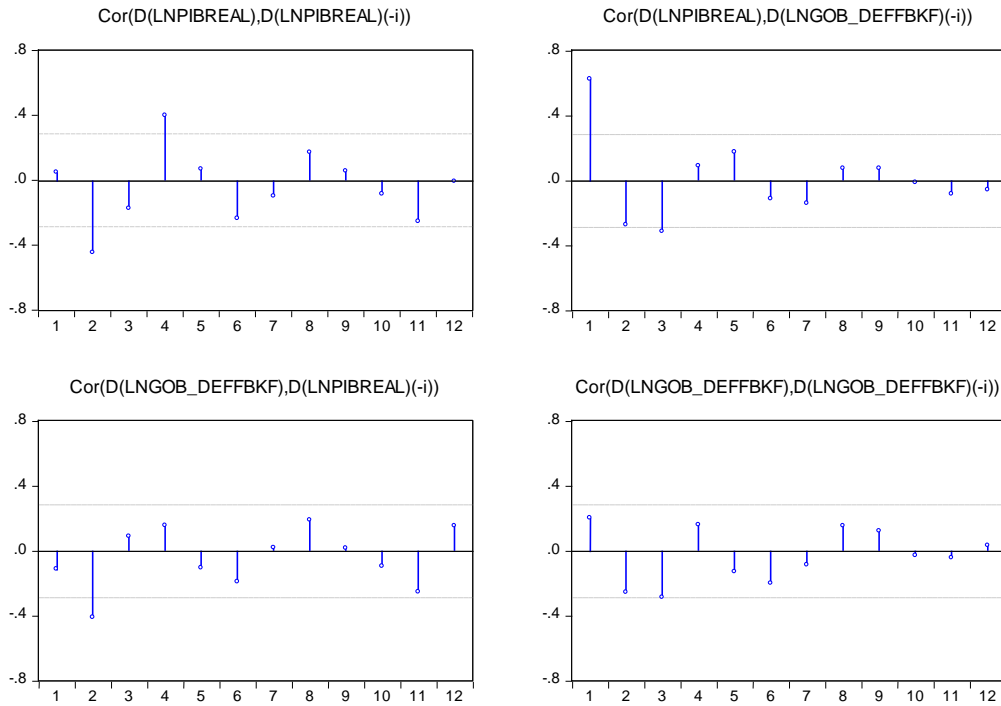 Cor(D(LNPIBREAL),D(LNPIBREAL)(-i))
.8
.4
.0
-.4
-.8
1 2 3 4 5 6 7 8 9 10 11 12
Cor(D(LNPIBREAL),D(LNGOB_DEFFBKF)(-i))
.8
.4
.0
-.4
-.8
1 2 3 4 5 6 7 8 9 10 11 12
Cor(D(LNGOB_DEFFBKF),D(LNPIBREAL)(-i))
.8
.4
.0
-.4
-.8
1 2 3 4 5 6 7 8 9 10 11 12
Cor(D(LNGOB_DEFFBKF),D(LNGOB_DEFFBKF)(-i))
.8
.4
.0
-.4
-.8
1 2 3 4 5 6 7 8 9 10 11 12